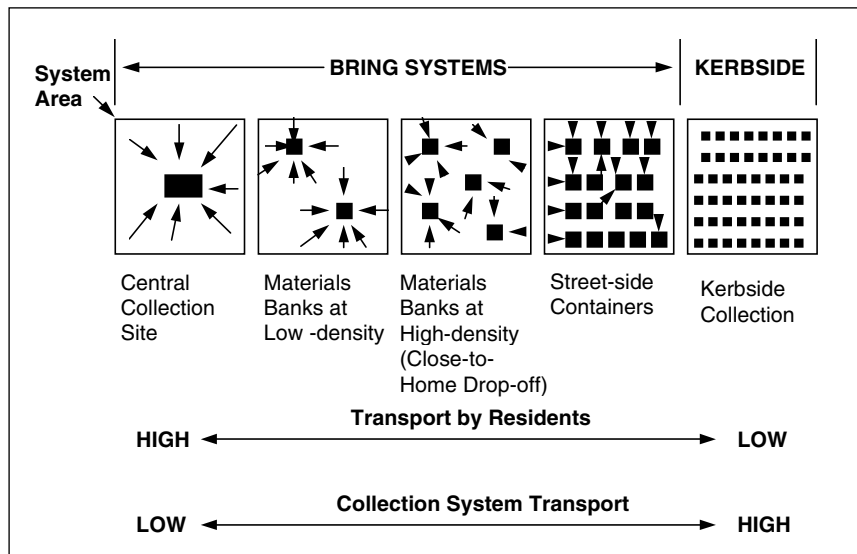 BRING SYSTEMS
KERBSIDE
System
Area
Central
Collection
Site
Materials
Banks at
Low -density
Materials
Banks at
High-density
(Close-to-
Home Drop-off)
Street-side
Containers
Kerbside
Collection
Transport by Residents
HIGH
LOW
Collection System Transport
LOW
HIGH